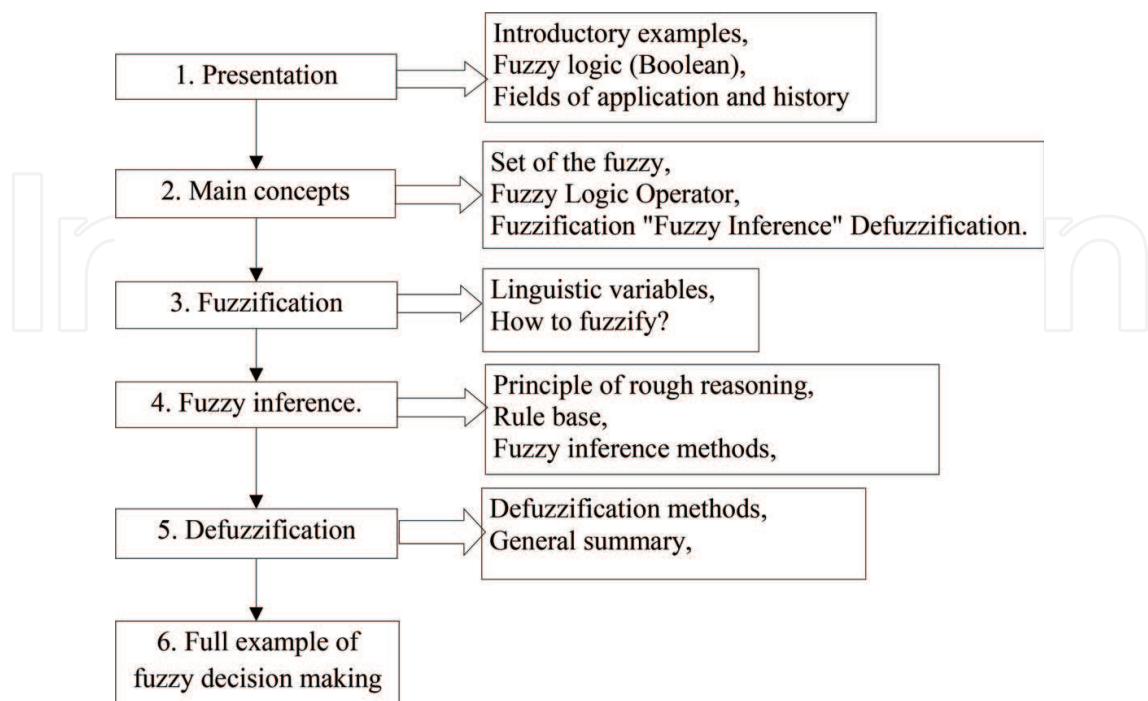 1. Presentation
Introductory examples,
Fuzzy logic (Boolean),
Fields of application and history
2. Main concepts
Set of the fuzzy,
Fuzzy Logic Operator,
Fuzzification "Fuzzy Inference" Defuzzification.
3. Fuzzification
Linguistic variables,
How to fuzzify?
4. Fuzzy inference.
Principle of rough reasoning,
Rule base,
Fuzzy inference methods,
5. Defuzzification
Defuzzification methods,
General summary,
6. Full example of
fuzzy decision making